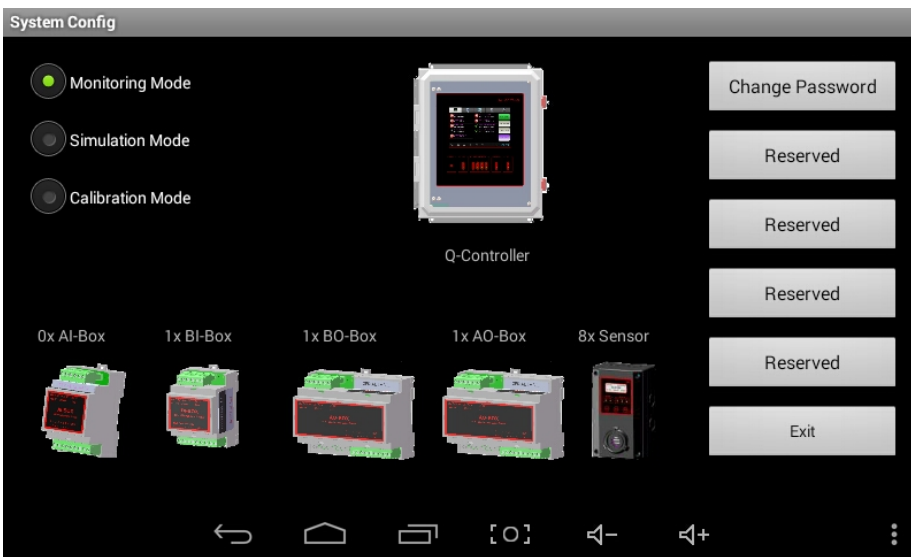 System Config
Monitoring Mode
Simulation Mode
Calibration Mode
Q-Controller
Change Password
Reserved
Reserved
Reserved
Reserved
Exit
0x AI-Box
1x BI-Box
1x BO-Box
1x AO-Box
8x Sensor